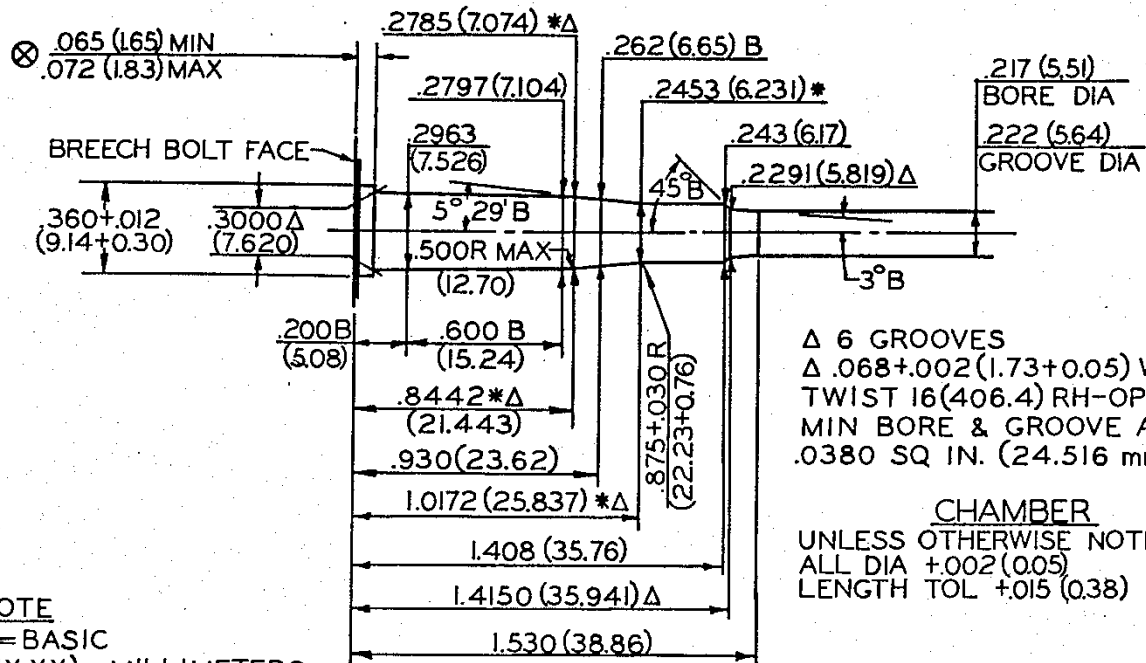 ⊗ .065 (1.65) MIN
.072 (1.83) MAX
.2785 (7.074) *Δ
.262 (6.65) B
.2797 (7.104)
.2453 (6.231) *
.217 (5.51)
BORE DIA
.222 (5.64)
GROOVE DIA
.2963
(7.526)
.243 (6.17)
BREECH BOLT FACE
45°B
.2291 (5.819) Δ
5° 29' B
.360+.012
(9.14+0.30)
.3000 Δ
(7.620)
.500R MAX
(12.70)
3°B
.200 B
(5.08)
.600 B
(15.24)
.875+.030 R
(22.23+0.76)
.8442 *Δ
(21.443)
.930 (23.62)
1.0172 (25.837) *Δ
1.408 (35.76)
1.4150 (35.941) Δ
1.530 (38.86)
Δ 6 GROOVES
Δ .068+.002 (1.73+0.05)
TWIST 16 (406.4) RH-OP
MIN BORE & GROOVE A
.0380 SQ IN. (24.516 m
CHAMBER
UNLESS OTHERWISE NOT
ALL DIA +.002 (0.05)
LENGTH TOL +.015 (0.38)
OTE
=BASIC